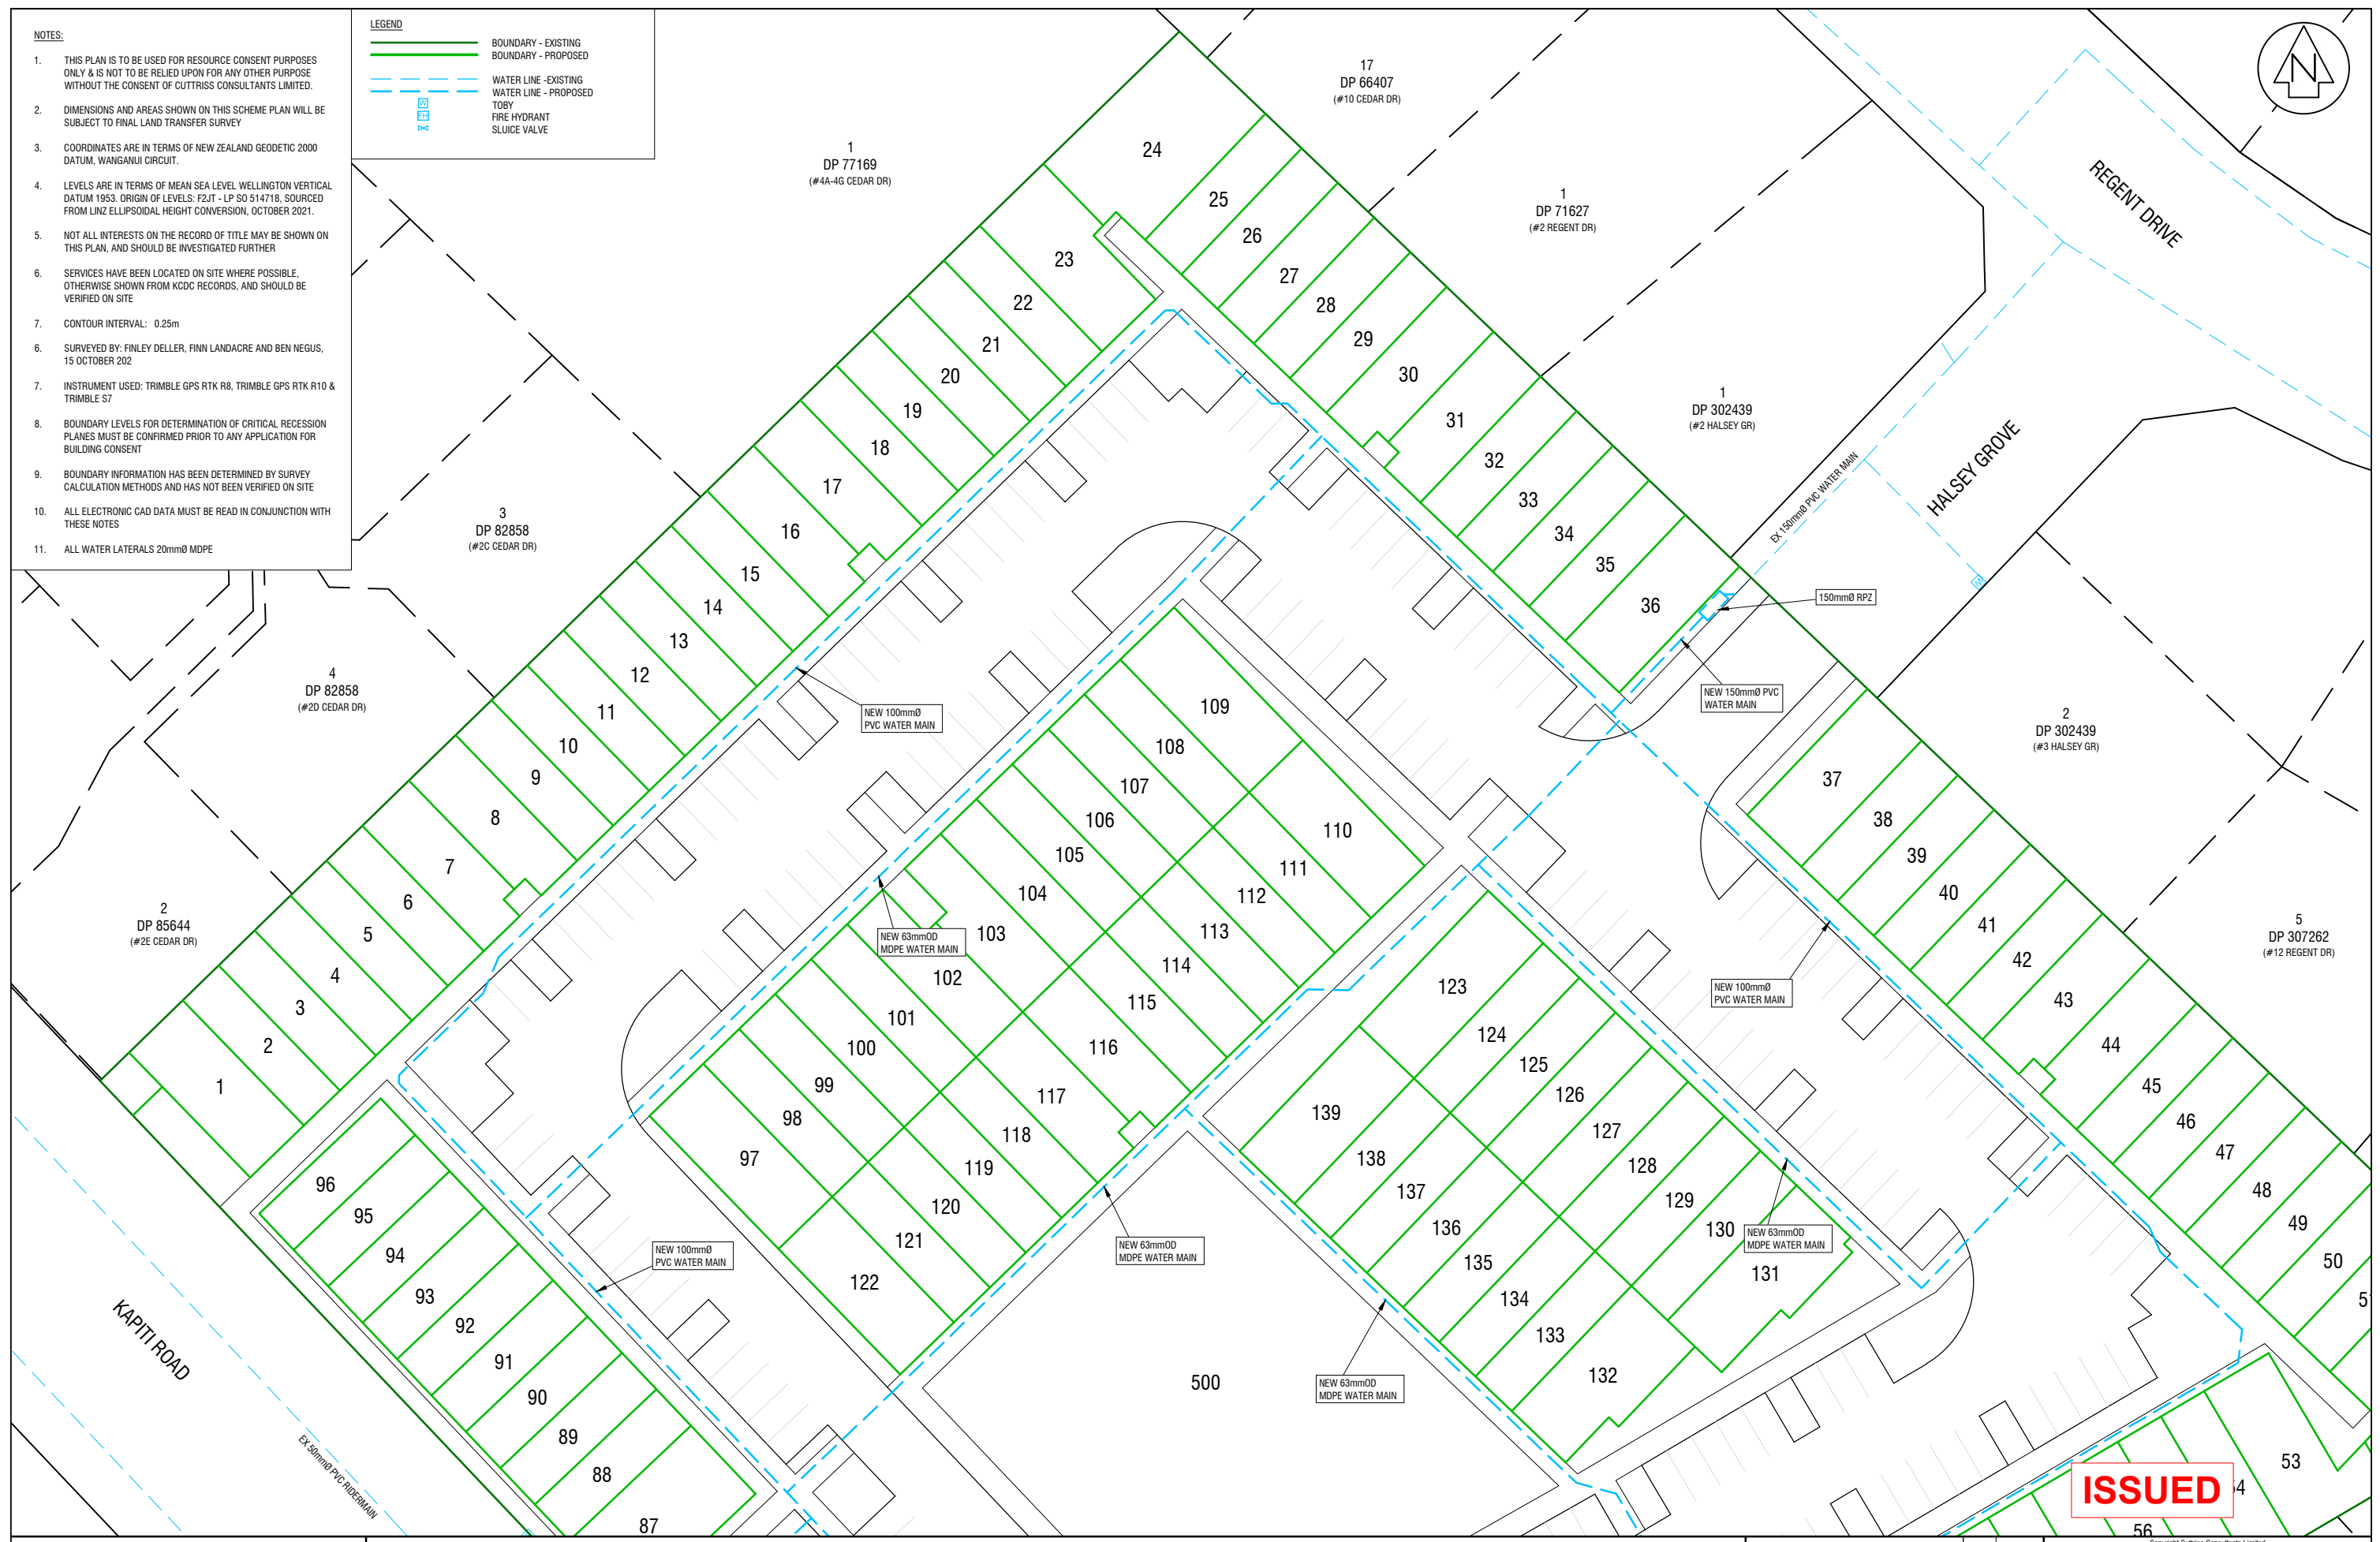 NOTES:
1. THIS PLAN IS TO BE USED FOR RESOURCE CONSENT PURPOSES
ONLY & IS NOT TO BE RELIED UPON FOR ANY OTHER PURPOSE
WITHOUT THE CONSENT OF CUTTRISS CONSULTANTS LIMITED.
2. DIMENSIONS AND AREAS SHOWN ON THIS SCHEME PLAN WILL BE
SUBJECT TO FINAL LAND TRANSFER SURVEY
3. COORDINATES ARE IN TERMS OF NEW ZEALAND GEODETIC 2000
DATUM, WANGANUI CIRCUIT.
4. LEVELS ARE IN TERMS OF MEAN SEA LEVEL WELLINGTON VERTICAL
DATUM 1953. ORIGIN OF LEVELS: F2JT - LP SO 514718, SOURCED
FROM LINZ ELLIPSOIDAL HEIGHT CONVERSION, OCTOBER 2021.
5. NOT ALL INTERESTS ON THE RECORD OF TITLE MAY BE SHOWN ON
THIS PLAN, AND SHOULD BE INVESTIGATED FURTHER
6. SERVICES HAVE BEEN LOCATED ON SITE WHERE POSSIBLE,
OTHERWISE SHOWN FROM KCDC RECORDS, AND SHOULD BE
VERIFIED ON SITE
7. CONTOUR INTERVAL: 0.25m
6. SURVEYED BY: FINLEY DELLER, FINN LANDACRE AND BEN NEGUS,
15 OCTOBER 202
7. INSTRUMENT USED: TRIMBLE GPS RTK R8, TRIMBLE GPS RTK R10 &
TRIMBLE S7
8. BOUNDARY LEVELS FOR DETERMINATION OF CRITICAL RECESSION
PLANES MUST BE CONFIRMED PRIOR TO ANY APPLICATION FOR
BUILDING CONSENT
9. BOUNDARY INFORMATION HAS BEEN DETERMINED BY SURVEY
CALCULATION METHODS AND HAS NOT BEEN VERIFIED ON SITE
10. ALL ELECTRONIC CAD DATA MUST BE READ IN CONJUNCTION WITH
THESE NOTES
11. ALL WATER LATERALS 20mmØ MDPE
LEGEND
BOUNDARY - EXISTING
BOUNDARY - PROPOSED
WATER LINE -EXISTING
WATER LINE - PROPOSED
W TOBY
FH FIRE HYDRANT
SLUICE VALVE
N
1
DP 77169
(#4A-4G CEDAR DR)
17
DP 66407
(#10 CEDAR DR)
1
DP 71627
(#2 REGENT DR)
1
DP 302439
(#2 HALSEY GR)
REGENT DRIVE
HALSEY GROVE
EX 150mmØ PVC WATER MAIN
W
3
DP 82858
(#2C CEDAR DR)
4
DP 82858
(#2D CEDAR DR)
2
DP 85644
(#2E CEDAR DR)
2
DP 302439
(#3 HALSEY GR)
5
DP 307262
(#12 REGENT DR)
150mmØ RPZ
NEW 150mmØ PVC
WATER MAIN
NEW 100mmØ
PVC WATER MAIN
NEW 63mmOD
MDPE WATER MAIN
NEW 100mmØ
PVC WATER MAIN
NEW 63mmOD
MDPE WATER MAIN
NEW 63mmOD
MDPE WATER MAIN
NEW 100mmØ
PVC WATER MAIN
NEW 63mmOD
MDPE WATER MAIN
KAPITI ROAD
EX 50mmØ PVC RIDERMAIN
1
2
3
4
5
6
7
8
9
10
11
12
13
14
15
16
17
18
19
20
21
22
23
24
25
26
27
28
29
30
31
32
33
34
35
36
37
38
39
40
41
42
43
44
45
46
47
48
49
50
53
56
87
88
89
90
91
92
93
94
95
96
97
98
99
100
101
102
103
104
105
106
107
108
109
110
111
112
113
114
115
116
117
118
119
120
121
122
123
124
125
126
127
128
129
130
131
132
133
134
135
136
137
138
139
500
ISSUED